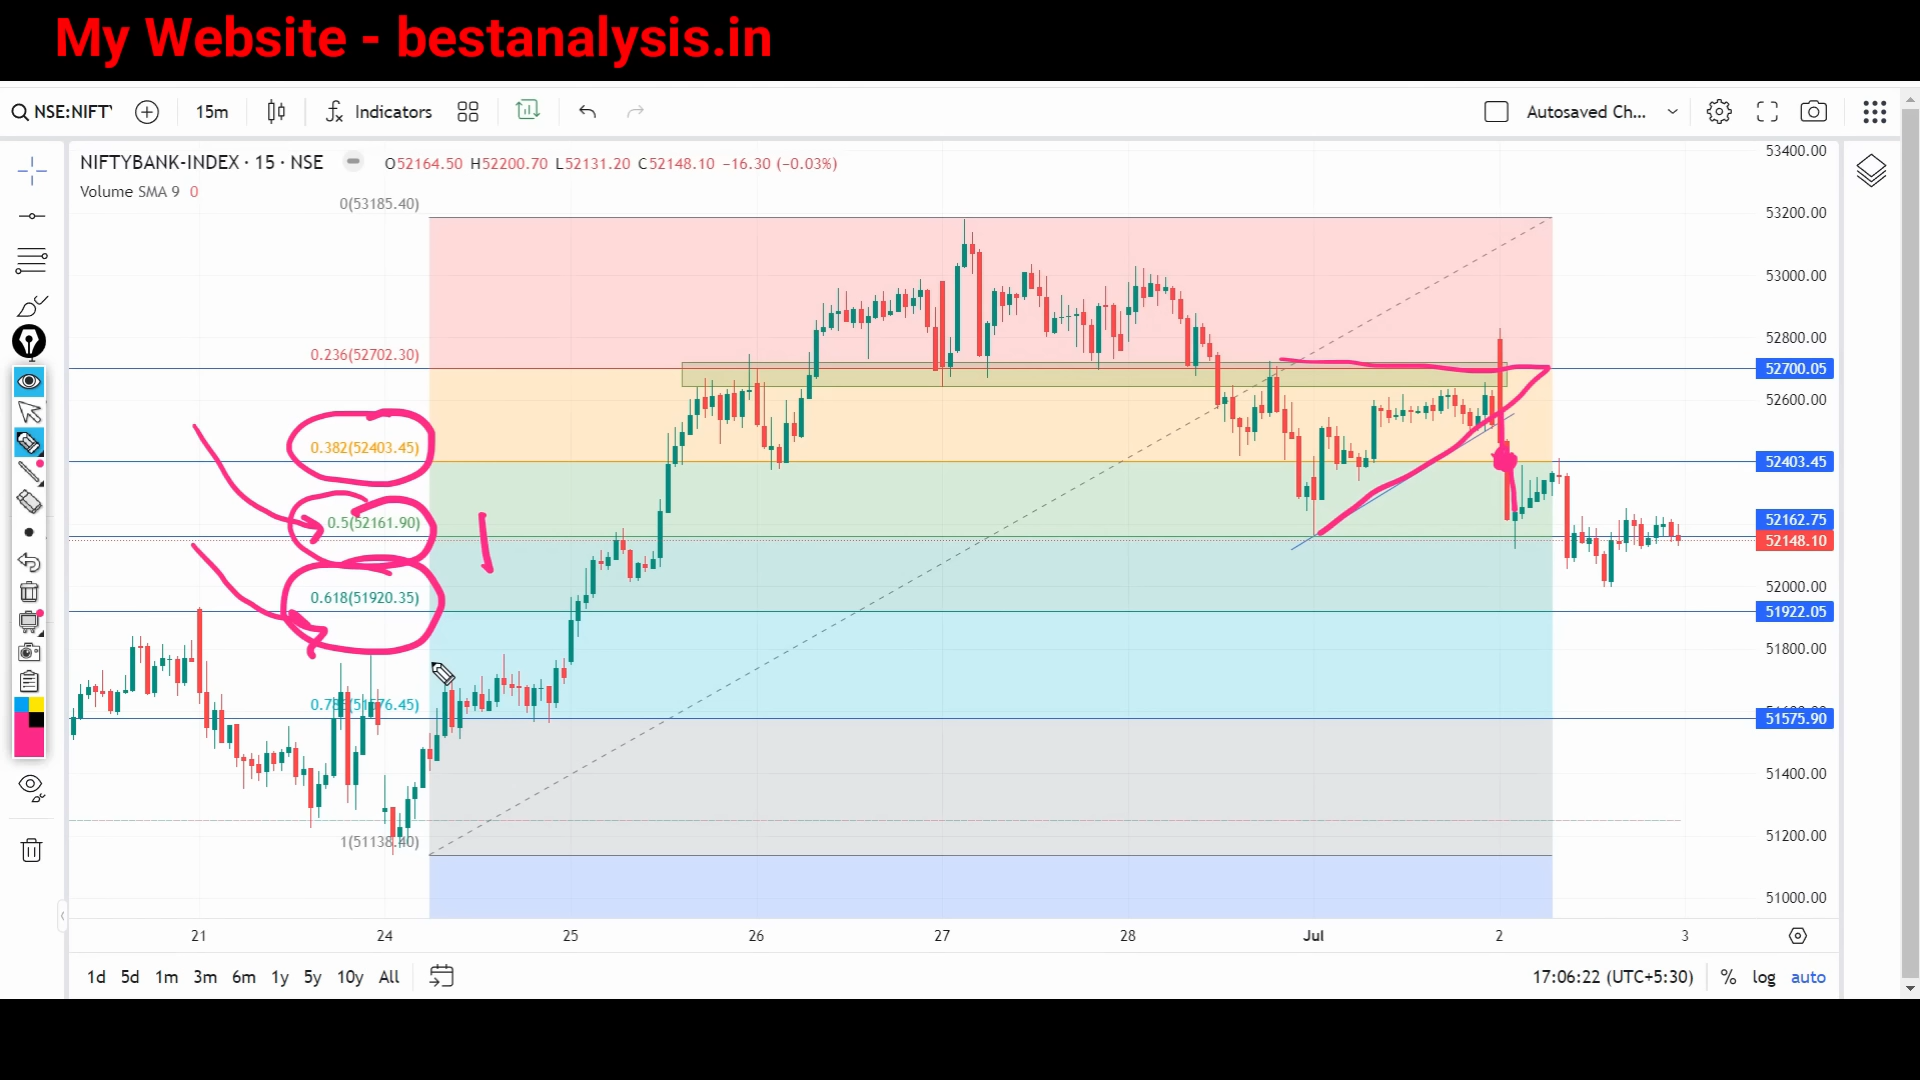 My Website - bestanalysis.in
NSE:NIFT
15m
Indicators
Autosaved Ch...
NIFTYBANK-INDEX · 15 · NSE
O52164.50 H52200.70 L52131.20 C52148.10 −16.30 (−0.03%)
Volume SMA 9 0
0(53185.40)
0.236(52702.30)
0.382(52403.45)
0.5(52161.90)
0.618(51920.35)
1(51138.40)
53400.00
53200.00
53000.00
52800.00
52700.05
52600.00
52403.45
52162.75
52148.10
52000.00
51922.05
51800.00
51575.90
51400.00
51200.00
51000.00
21 24 25 26 27 28 Jul 2 3
1d 5d 1m 3m 6m 1y 5y 10y All
17:06:22 (UTC+5:30) % log auto